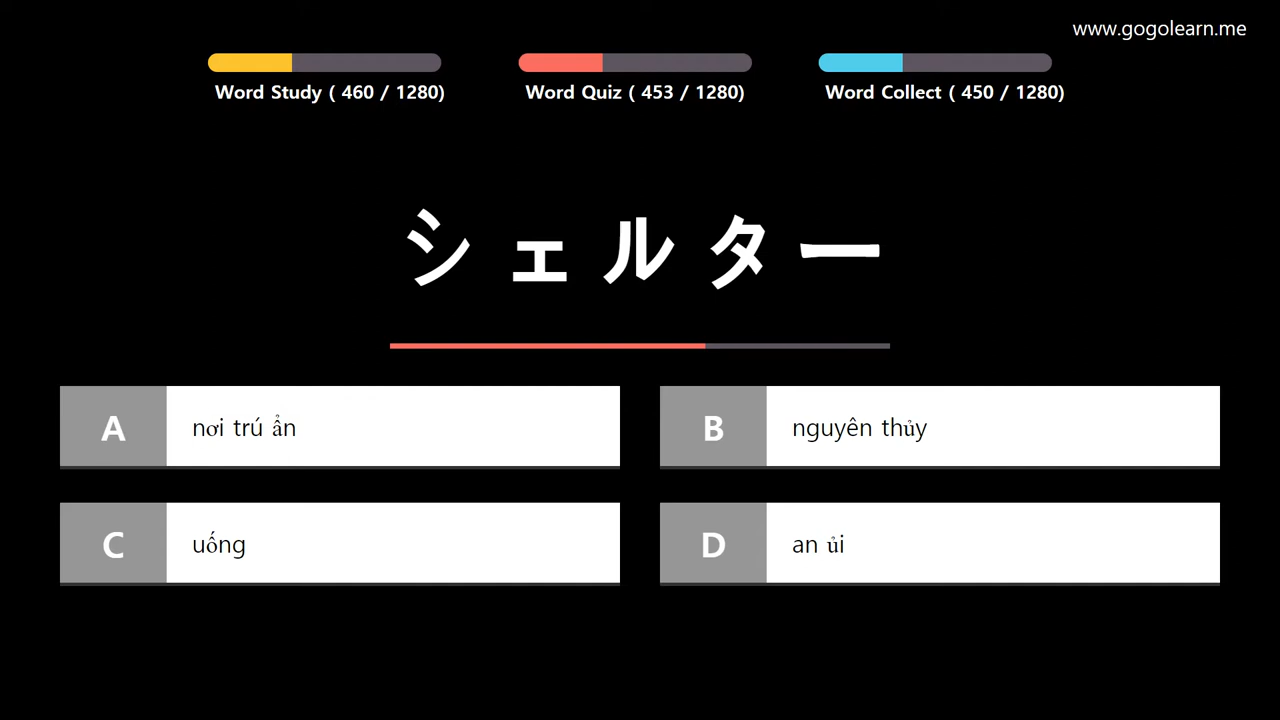 www.gogolearn.me
Word Study ( 460 / 1280)
Word Quiz ( 453 / 1280)
Word Collect ( 450 / 1280)
シェルター
A nơi trú ẩn
B nguyên thủy
C uống
D an ủi